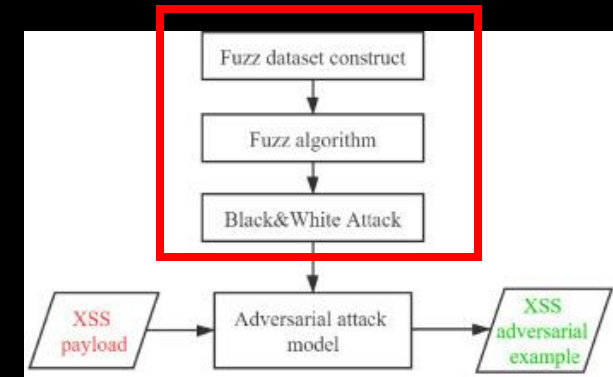 Fuzz dataset construct
Fuzz algorithm
Black&White Attack
XSS
payload
Adversarial attack
model
XSS
adversarial
example